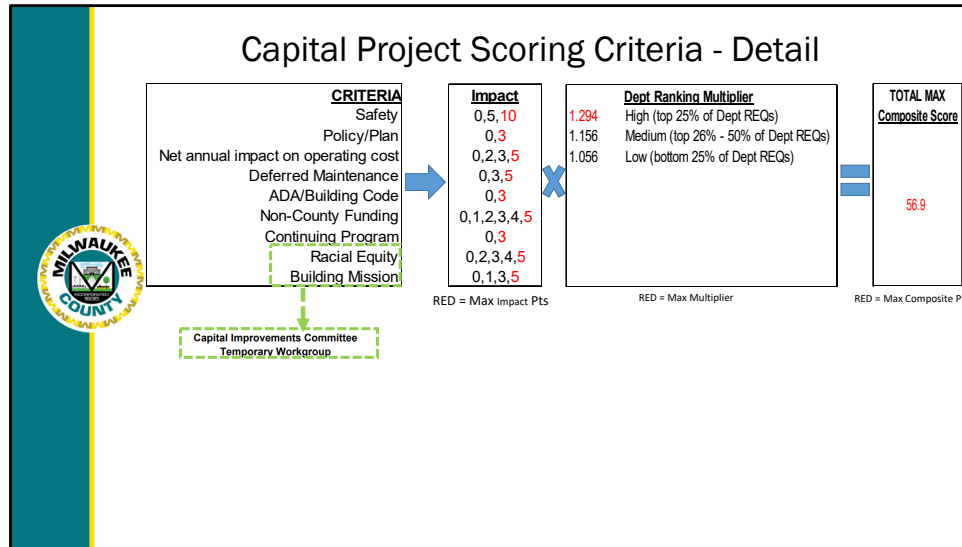 Capital Project Scoring Criteria - Detail
CRITERIA
Safety
Policy/Plan
Net annual impact on operating cost
Deferred Maintenance
ADA/Building Code
Non-County Funding
Continuing Program
Racial Equity
Building Mission
Impact
0,5,10
0,3
0,2,3,5
0,3,5
0,3
0,1,2,3,4,5
0,3
0,2,3,4,5
0,1,3,5
RED = Max Impact Pts
Dept Ranking Multiplier
1.294 High (top 25% of Dept REQs)
1.156 Medium (top 26% - 50% of Dept REQs)
1.056 Low (bottom 25% of Dept REQs)
RED = Max Multiplier
TOTAL MAX
Composite Score
56.9
RED = Max Composite P
Capital Improvements Committee
Temporary Workgroup
MILWAUKEE
COUNTY